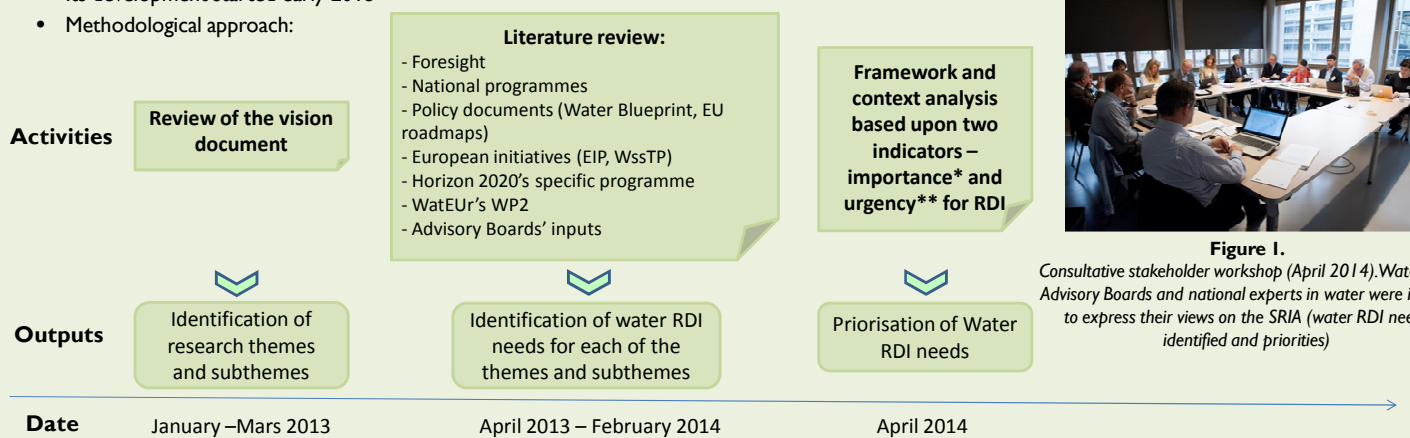 • Methodological approach:
Activities
Review of the vision
document
Literature review:
- Foresight
- National programmes
- Policy documents (Water Blueprint, EU
roadmaps)
- European initiatives (EIP, WssTP)
- Horizon 2020's specific programme
- WatEUr's WP2
- Advisory Boards' inputs
Framework and
context analysis
based upon two
indicators –
importance* and
urgency** for RDI
Figure 1.
Consultative stakeholder workshop (April 2014).
Advisory Boards and national experts in water were
to express their views on the SRIA (water RDI
identified and priorities)
Outputs
Identification of
research themes
and subthemes
Identification of water RDI
needs for each of the
themes and subthemes
Priorisation of Water
RDI needs
Date
January –Mars 2013
April 2013 – February 2014
April 2014